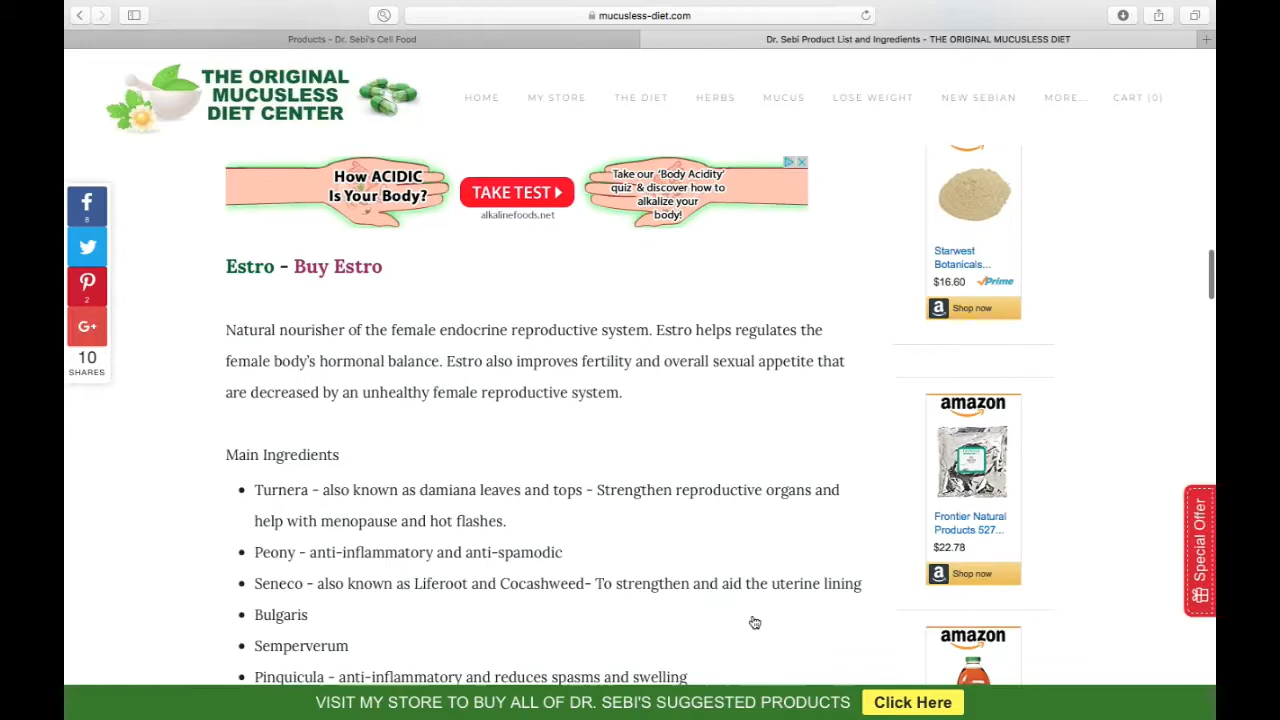 mucusless-diet.com
Products - Dr. Sebi's Cell Food
Dr. Sebi Product List and Ingredients - THE ORIGINAL MUCUSLESS DIET
THE ORIGINAL
MUCUSLESS
DIET CENTER
HOME
MY STORE
THE DIET
HERBS
MUCUS
LOSE WEIGHT
NEW SEBIAN
MORE...
CART (0)
How ACIDIC
Is Your Body?
TAKE TEST
alkalinefoods.net
Take our 'Body Acidity'
quiz & discover how to
alkalize your
body!
8
2
G+
10
SHARES
Estro - Buy Estro
Natural nourisher of the female endocrine reproductive system. Estro helps regulates the
female body's hormonal balance. Estro also improves fertility and overall sexual appetite that
are decreased by an unhealthy female reproductive system.
Main Ingredients
Turnera - also known as damiana leaves and tops - Strengthen reproductive organs and
help with menopause and hot flashes.
Peony - anti-inflammatory and anti-spamodic
Seneco - also known as Liferoot and Cocashweed- To strengthen and aid the uterine lining
Bulgaris
Semperverum
Pinquicula - anti-inflammatory and reduces spasms and swelling
Starwest
Botanicals...
$16.60 Prime
Shop now
amazon
Frontier Natural
Products 527...
$22.78
Shop now
amazon
Special Offer
VISIT MY STORE TO BUY ALL OF DR. SEBI'S SUGGESTED PRODUCTS
Click Here